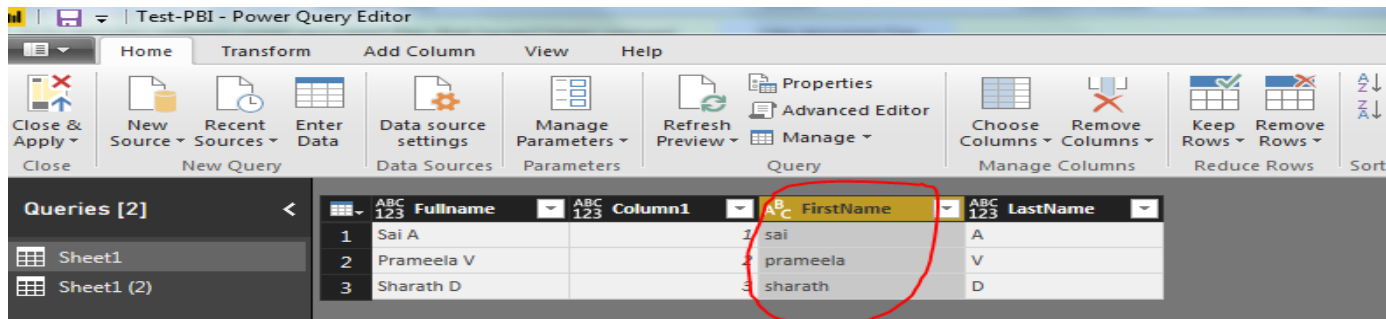 Test-PBI - Power Query Editor
Home Transform Add Column View Help
Properties
Advanced Editor
Close & New Recent Enter Data source Manage Refresh Manage Choose Remove Keep Remove
Apply Source Sources Data settings Parameters Preview Columns Columns Rows Rows
Close New Query Data Sources Parameters Query Manage Columns Reduce Rows Sort
Queries [2] ABC 123 Fullname ABC 123 Column1 ABC FirstName ABC 123 LastName
1 Sai A 1 sai A
Sheet1 2 Prameela V 2 prameela V
Sheet1 (2) 3 Sharath D 3 sharath D